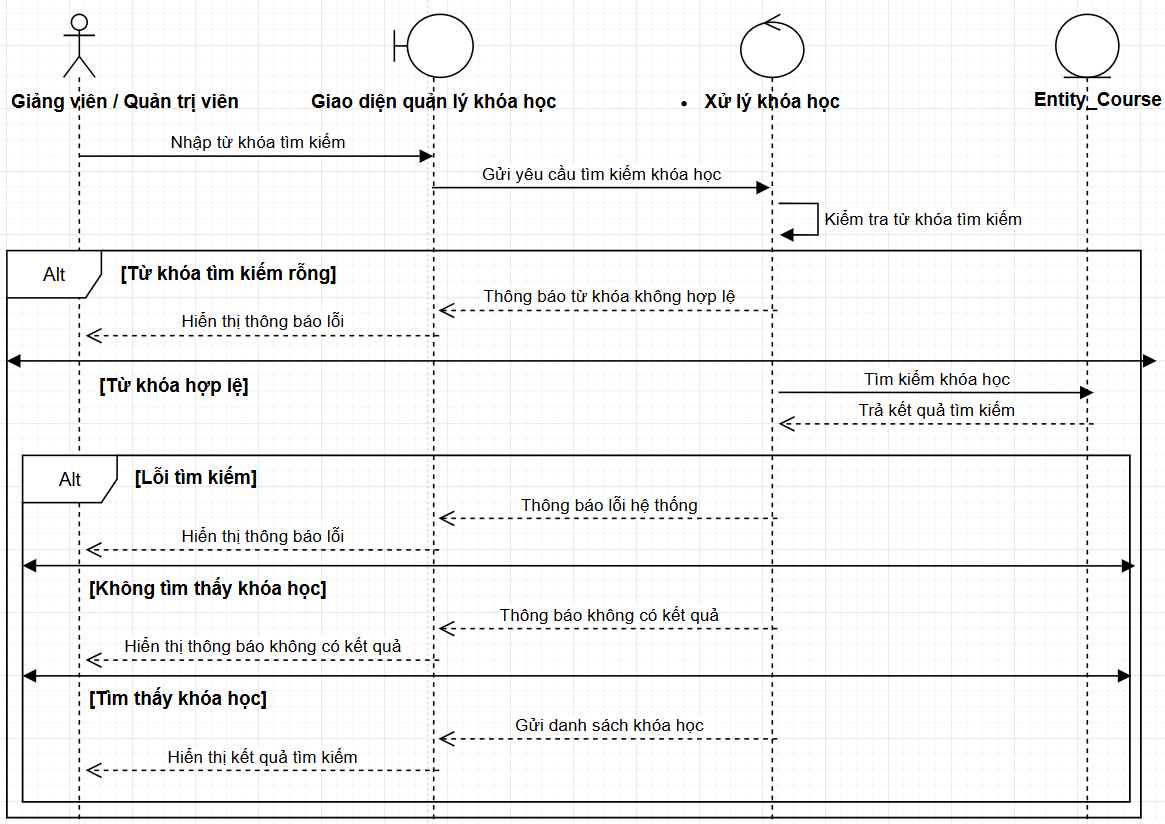 Giảng viên / Quản trị viên
Giao diện quản lý khóa học
• Xử lý khóa học
Entity_Course
Nhập từ khóa tìm kiếm
Gửi yêu cầu tìm kiếm khóa học
Kiểm tra từ khóa tìm kiếm
Alt
[Từ khóa tìm kiếm rỗng]
Thông báo từ khóa không hợp lệ
Hiển thị thông báo lỗi
[Từ khóa hợp lệ]
Tìm kiếm khóa học
Trả kết quả tìm kiếm
Alt
[Lỗi tìm kiếm]
Thông báo lỗi hệ thống
Hiển thị thông báo lỗi
[Không tìm thấy khóa học]
Thông báo không có kết quả
Hiển thị thông báo không có kết quả
[Tìm thấy khóa học]
Gửi danh sách khóa học
Hiển thị kết quả tìm kiếm